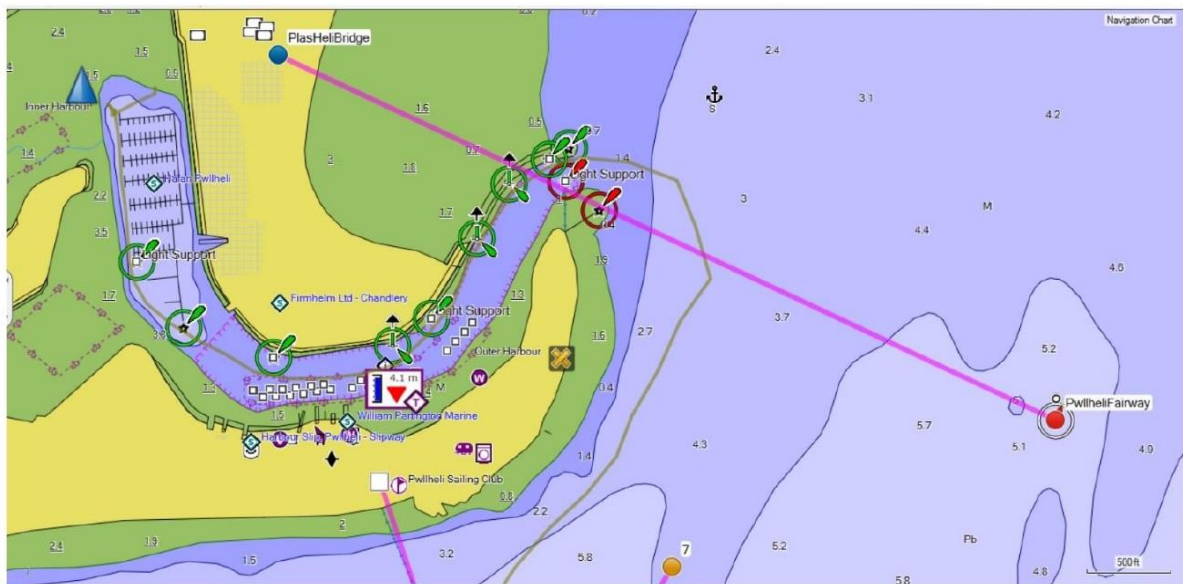 Navigation Chart
PlasHeliBridge
Inner Harbour
Hafan Pwllheli
Light Support
Light Support
Firmhelm Ltd - Chandlery
Light Support
Outer Harbour
4.1 m
William Partington Marine
Harbour Slip, Pwllheli - Slipway
Pwllheli Sailing Club
PwllheliFairway
500ft
7
S
M
M
W
T
Pb
2.4
1.5
0.5
1.4
2.2
3.5
1.7
3
1.6
1.8
0.7
0.5
1.4
1.7
1.3
1.5
2.7
0.4
1.4
0.8
2.2
2.4
3.1
4.2
3
4.4
4.6
3.7
5.2
5.7
5.1
4.9
4.3
2.4
1.9
1.5
2
3.2
5.8
5.2
5.8
4.8